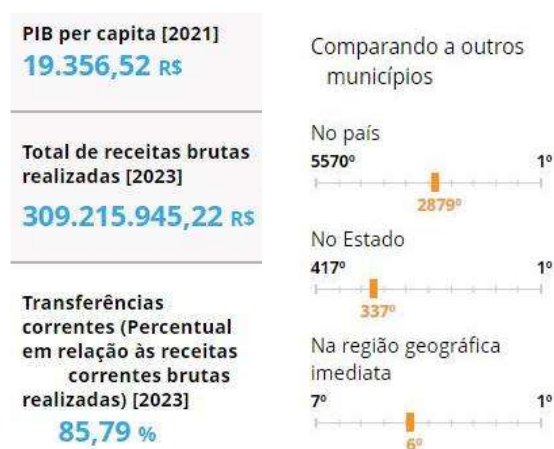 PIB per capita [2021]
19.356,52 R$
Total de receitas brutas
realizadas [2023]
309.215.945,22 R$
Transferências
correntes (Percentual
em relação às receitas
correntes brutas
realizadas) [2023]
85,79 %
Comparando a outros
municípios
No país
5570º 1º
2879º
No Estado
417º 1º
337º
Na região geográfica
imediata
7º 1º
6º